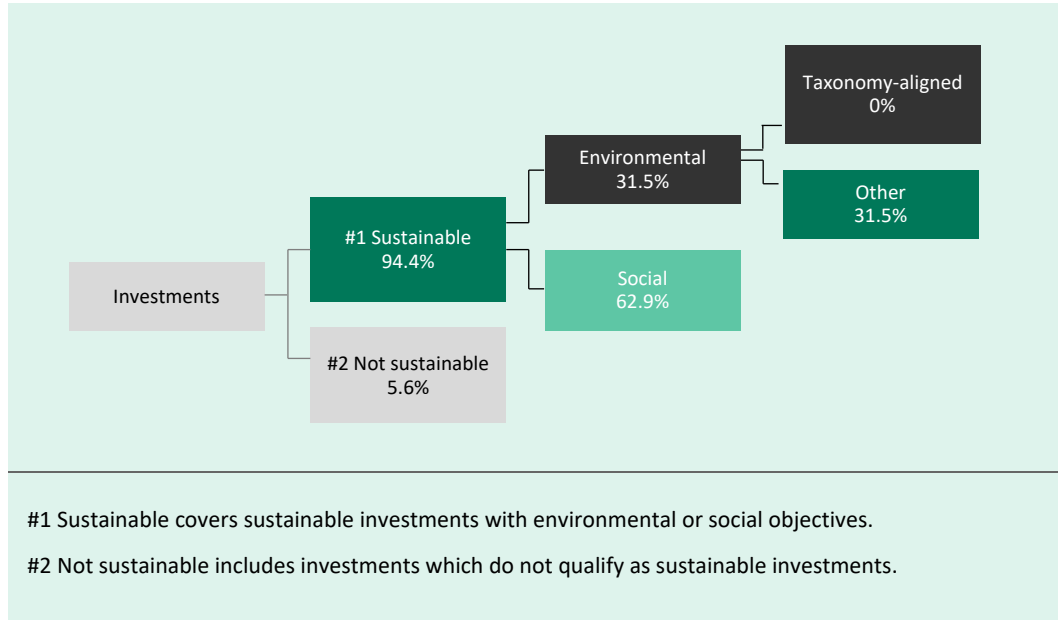 Taxonomy-aligned
0%
Environmental
31.5%
Other
31.5%
#1 Sustainable
94.4%
Social
62.9%
Investments
#2 Not sustainable
5.6%
#1 Sustainable covers sustainable investments with environmental or social objectives.
#2 Not sustainable includes investments which do not qualify as sustainable investments.